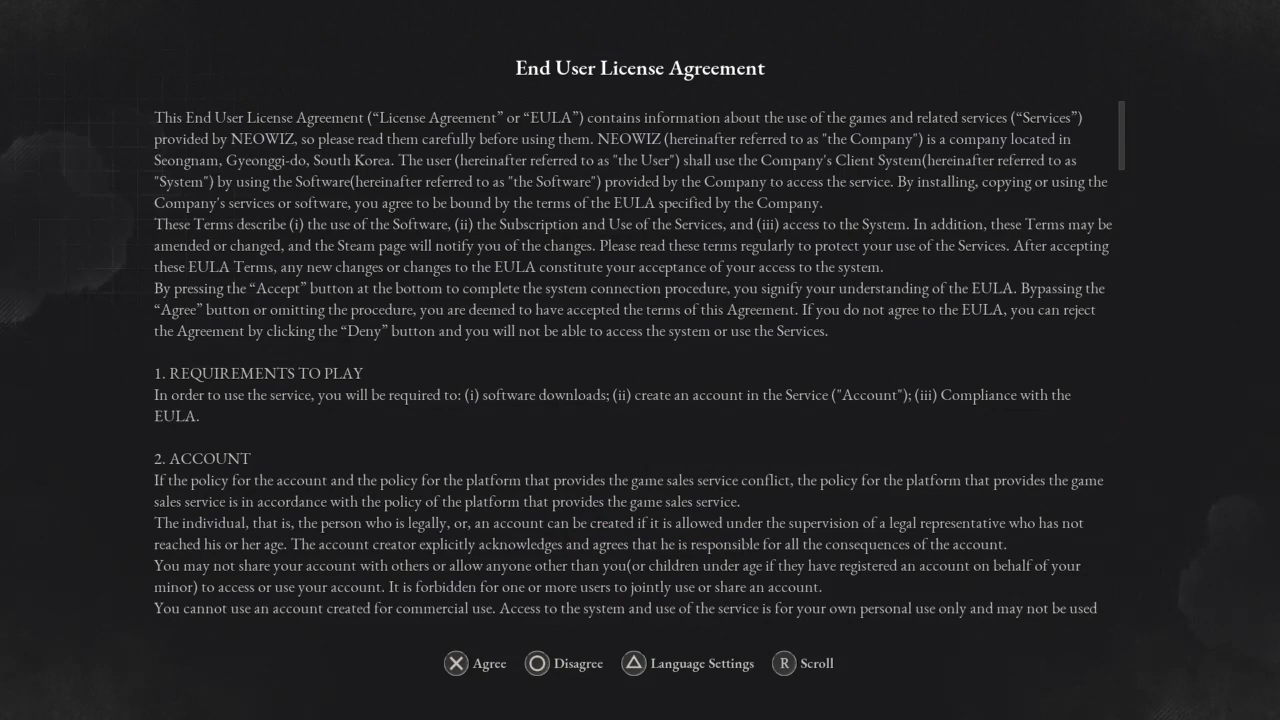 End User License Agreement
This End User License Agreement (“License Agreement” or “EULA”) contains information about the use of the games and related services (“Services”)
provided by NEOWIZ, so please read them carefully before using them. NEOWIZ (hereinafter referred to as "the Company") is a company located in
Seongnam, Gyeonggi-do, South Korea. The user (hereinafter referred to as "the User") shall use the Company's Client System(hereinafter referred to as
"System") by using the Software(hereinafter referred to as "the Software") provided by the Company to access the service. By installing, copying or using the
Company's services or software, you agree to be bound by the terms of the EULA specified by the Company.
These Terms describe (i) the use of the Software, (ii) the Subscription and Use of the Services, and (iii) access to the System. In addition, these Terms may be
amended or changed, and the Steam page will notify you of the changes. Please read these terms regularly to protect your use of the Services. After accepting
these EULA Terms, any new changes or changes to the EULA constitute your acceptance of your access to the system.
By pressing the “Accept” button at the bottom to complete the system connection procedure, you signify your understanding of the EULA. Bypassing the
“Agree” button or omitting the procedure, you are deemed to have accepted the terms of this Agreement. If you do not agree to the EULA, you can reject
the Agreement by clicking the “Deny” button and you will not be able to access the system or use the Services.
1. REQUIREMENTS TO PLAY
In order to use the service, you will be required to: (i) software downloads; (ii) create an account in the Service ("Account"); (iii) Compliance with the
EULA.
2. ACCOUNT
If the policy for the account and the policy for the platform that provides the game sales service conflict, the policy for the platform that provides the game
sales service is in accordance with the policy of the platform that provides the game sales service.
The individual, that is, the person who is legally, or, an account can be created if it is allowed under the supervision of a legal representative who has not
reached his or her age. The account creator explicitly acknowledges and agrees that he is responsible for all the consequences of the account.
You may not share your account with others or allow anyone other than you(or children under age if they have registered an account on behalf of your
minor) to access or use your account. It is forbidden for one or more users to jointly use or share an account.
You cannot use an account created for commercial use. Access to the system and use of the service is for your own personal use only and may not be used
Agree Disagree Language Settings R Scroll